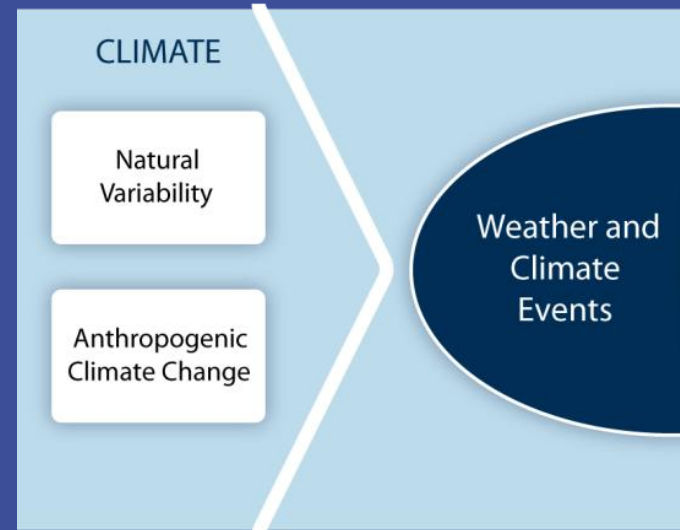 CLIMATE
Natural
Variability
Anthropogenic
Climate Change
Weather and
Climate
Events